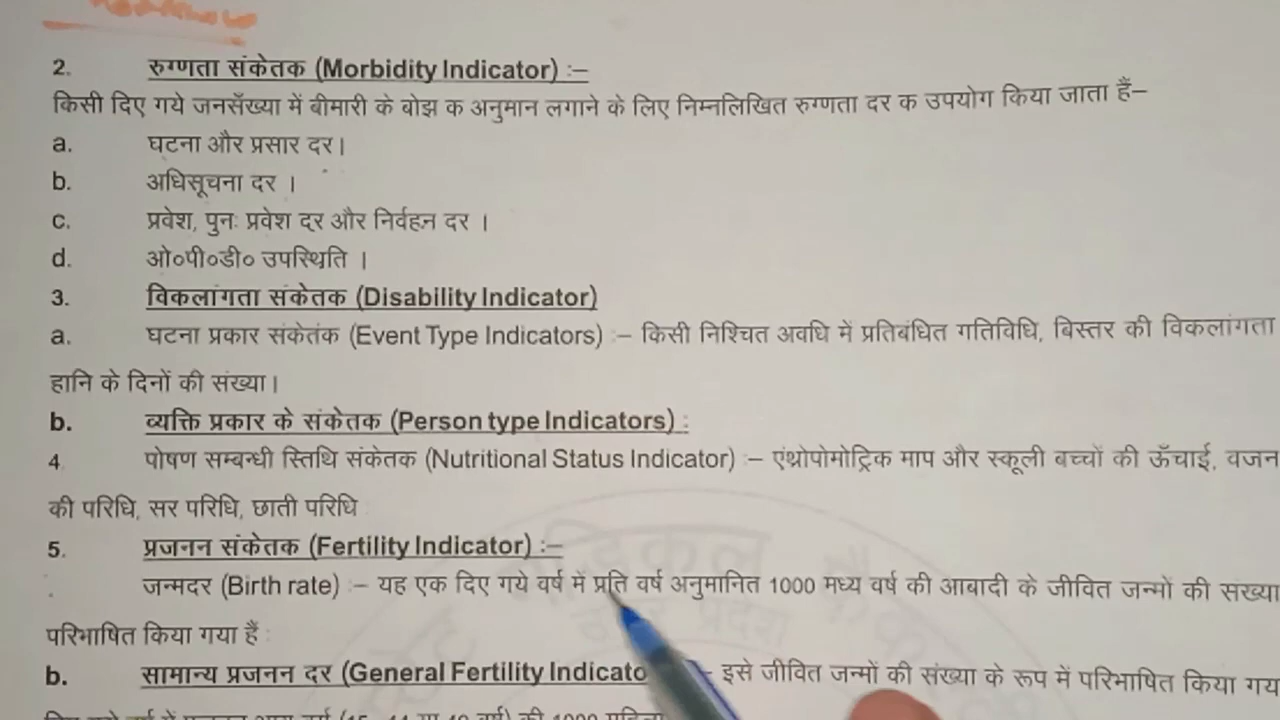 2. रुग्णता संकेतक (Morbidity Indicator) :–
किसी दिए गये जनसँख्या में बीमारी के बोझ क अनुमान लगाने के लिए निम्नलिखित रुग्णता दर क उपयोग किया जाता हैं–
a. घटना और प्रसार दर।
b. अधिसूचना दर ।
c. प्रवेश, पुनः प्रवेश दर और निर्वहन दर ।
d. ओ०पी०डी० उपस्थिति ।
3. विकलांगता संकेतक (Disability Indicator)
a. घटना प्रकार संकेतंक (Event Type Indicators) :– किसी निश्चित अवधि में प्रतिबंधित गतिविधि, बिस्तर की विकलांगता
हानि के दिनों की संख्या।
b. व्यक्ति प्रकार के संकेतक (Person type Indicators) :
4 पोषण सम्बन्धी स्तिथि संकेतक (Nutritional Status Indicator) :– एंथ्रोपोमोट्रिक माप और स्कूली बच्चों की ऊँचाई, वजन
की परिधि, सर परिधि, छाती परिधि
5. प्रजनन संकेतक (Fertility Indicator) :–
जन्मदर (Birth rate) :– यह एक दिए गये वर्ष में प्रति वर्ष अनुमानित 1000 मध्य वर्ष की आबादी के जीवित जन्मों की संख्या
परिभाषित किया गया हैं :
b. सामान्य प्रजनन दर (General Fertility Indicato – इसे जीवित जन्मों की संख्या के रूप में परिभाषित किया गय